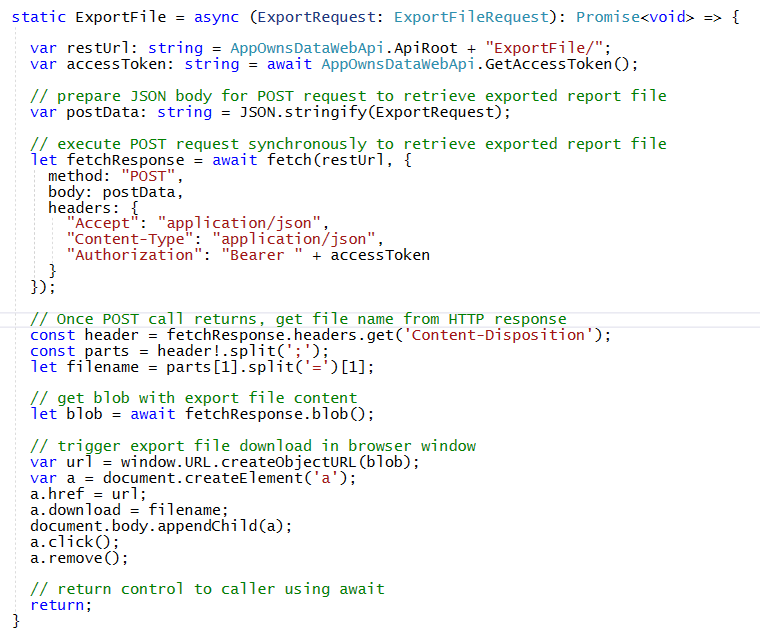 static ExportFile = async (ExportRequest: ExportFileRequest): Promise<void> => {
var restUrl: string = AppOwnsDataWebApi.ApiRoot + "ExportFile/";
var accessToken: string = await AppOwnsDataWebApi.GetAccessToken();
// prepare JSON body for POST request to retrieve exported report file
var postData: string = JSON.stringify(ExportRequest);
// execute POST request synchronously to retrieve exported report file
let fetchResponse = await fetch(restUrl, {
method: "POST",
body: postData,
headers: {
"Accept": "application/json",
"Content-Type": "application/json",
"Authorization": "Bearer " + accessToken
}
});
// Once POST call returns, get file name from HTTP response
const header = fetchResponse.headers.get('Content-Disposition');
const parts = header!.split(';');
let filename = parts[1].split('=')[1];
// get blob with export file content
let blob = await fetchResponse.blob();
// trigger export file download in browser window
var url = window.URL.createObjectURL(blob);
var a = document.createElement('a');
a.href = url;
a.download = filename;
document.body.appendChild(a);
a.click();
a.remove();
// return control to caller using await
return;
}